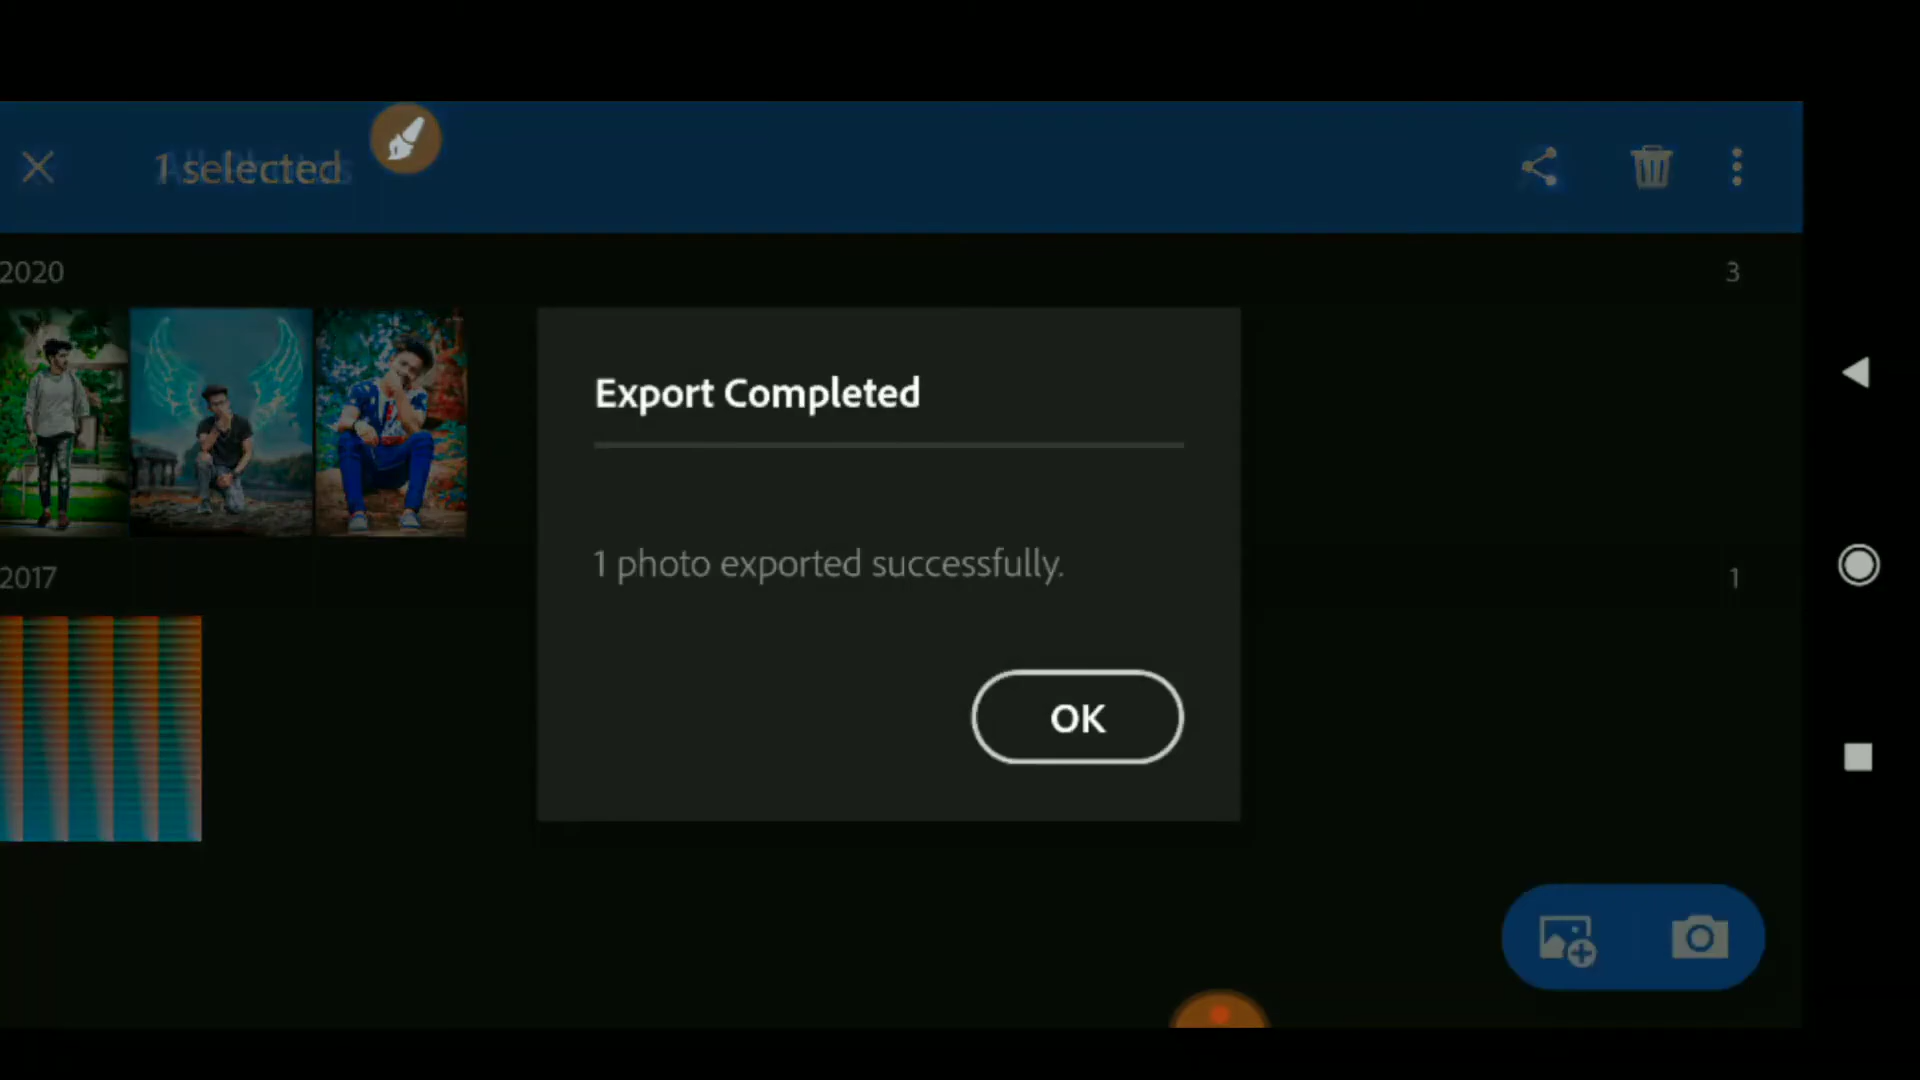 1 selected
2020
3
Export Completed
1 photo exported successfully.
2017
1
OK